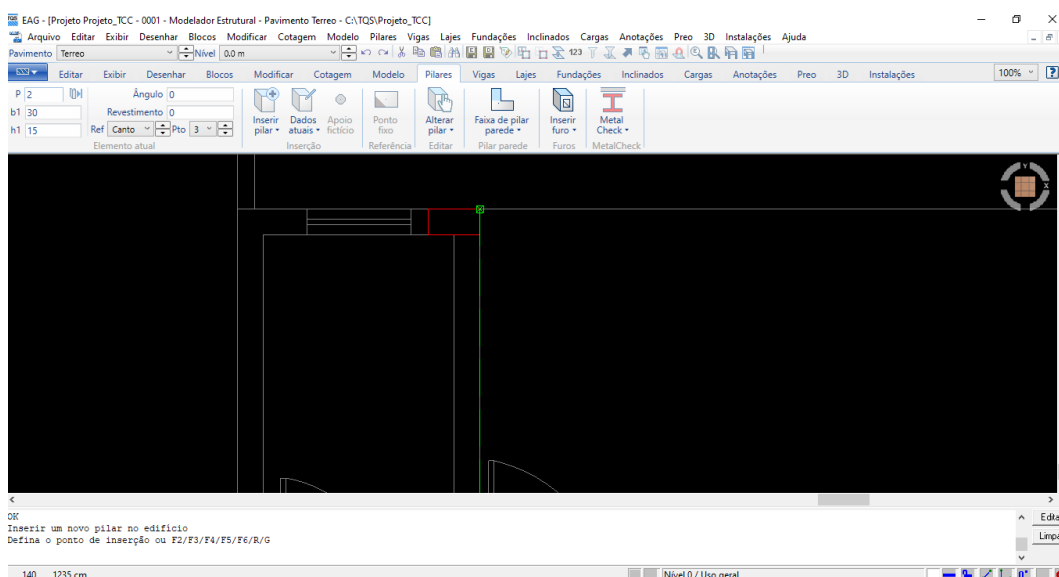 EAG - [Projeto Projeto_TCC - 0001 - Modelador Estrutural - Pavimento Terreo - C:\TQS\Projeto_TCC]
Arquivo Editar Exibir Desenhar Blocos Modificar Cotagem Modelo Pilares Vigas Lajes Fundações Inclinados Cargas Anotações Preo 3D Instalações Ajuda
Pavimento Terreo Nível 0.0 m 123
Editar Exibir Desenhar Blocos Modificar Cotagem Modelo Pilares Vigas Lajes Fundações Inclinados Cargas Anotações Preo 3D Instalações 100%
P 2 Ângulo 0
b1 30 Revestimento 0
h1 15 Ref Canto Pto 3
Inserir pilar Dados atuais Apoio fictício Ponto fixo Alterar pilar Faixa de pilar parede Inserir furo Metal Check
Elemento atual Inserção Referência Editar Pilar parede Furos MetalCheck
Y
X
OK
Inserir um novo pilar no edifício
Defina o ponto de inserção ou F2/F3/F4/F5/F6/R/G
Edita
Limpa
140 1235 cm Nível 0 / Uso geral 0°